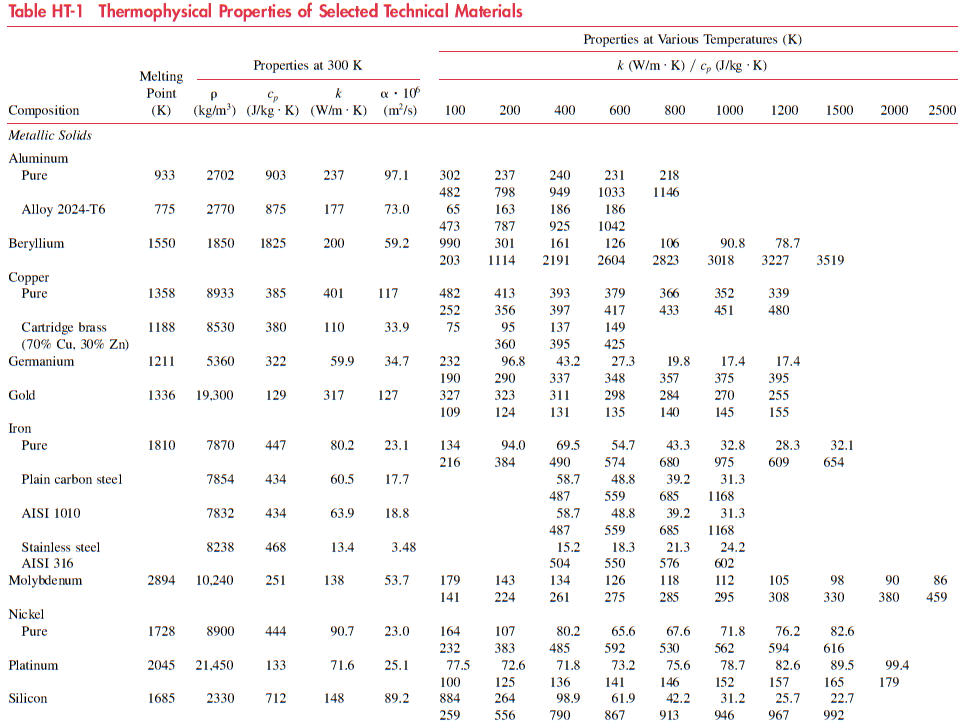 Table HT-1 Thermophysical Properties of Selected Technical Materials
Properties at Various Temperatures (K)
Properties at 300 K k (W/m · K) / cp (J/kg · K)
Melting
Point ρ cp k α · 10⁶
Composition (K) (kg/m³) (J/kg · K) (W/m · K) (m²/s) 100 200 400 600 800 1000 1200 1500 2000 2500
Metallic Solids
Aluminum
Pure 933 2702 903 237 97.1 302 237 240 231 218
482 798 949 1033 1146
Alloy 2024-T6 775 2770 875 177 73.0 65 163 186 186
473 787 925 1042
Beryllium 1550 1850 1825 200 59.2 990 301 161 126 106 90.8 78.7
203 1114 2191 2604 2823 3018 3227 3519
Copper
Pure 1358 8933 385 401 117 482 413 393 379 366 352 339
252 356 397 417 433 451 480
Cartridge brass 1188 8530 380 110 33.9 75 95 137 149
(70% Cu, 30% Zn) 360 395 425
Germanium 1211 5360 322 59.9 34.7 232 96.8 43.2 27.3 19.8 17.4 17.4
190 290 337 348 357 375 395
Gold 1336 19,300 129 317 127 327 323 311 298 284 270 255
109 124 131 135 140 145 155
Iron
Pure 1810 7870 447 80.2 23.1 134 94.0 69.5 54.7 43.3 32.8 28.3 32.1
216 384 490 574 680 975 609 654
Plain carbon steel 7854 434 60.5 17.7 58.7 48.8 39.2 31.3
487 559 685 1168
AISI 1010 7832 434 63.9 18.8 58.7 48.8 39.2 31.3
487 559 685 1168
Stainless steel 8238 468 13.4 3.48 15.2 18.3 21.3 24.2
AISI 316 504 550 576 602
Molybdenum 2894 10,240 251 138 53.7 179 143 134 126 118 112 105 98 90 86
141 224 261 275 285 295 308 330 380 459
Nickel
Pure 1728 8900 444 90.7 23.0 164 107 80.2 65.6 67.6 71.8 76.2 82.6
232 383 485 592 530 562 594 616
Platinum 2045 21,450 133 71.6 25.1 77.5 72.6 71.8 73.2 75.6 78.7 82.6 89.5 99.4
100 125 136 141 146 152 157 165 179
Silicon 1685 2330 712 148 89.2 884 264 98.9 61.9 42.2 31.2 25.7 22.7
259 556 790 867 913 946 967 992